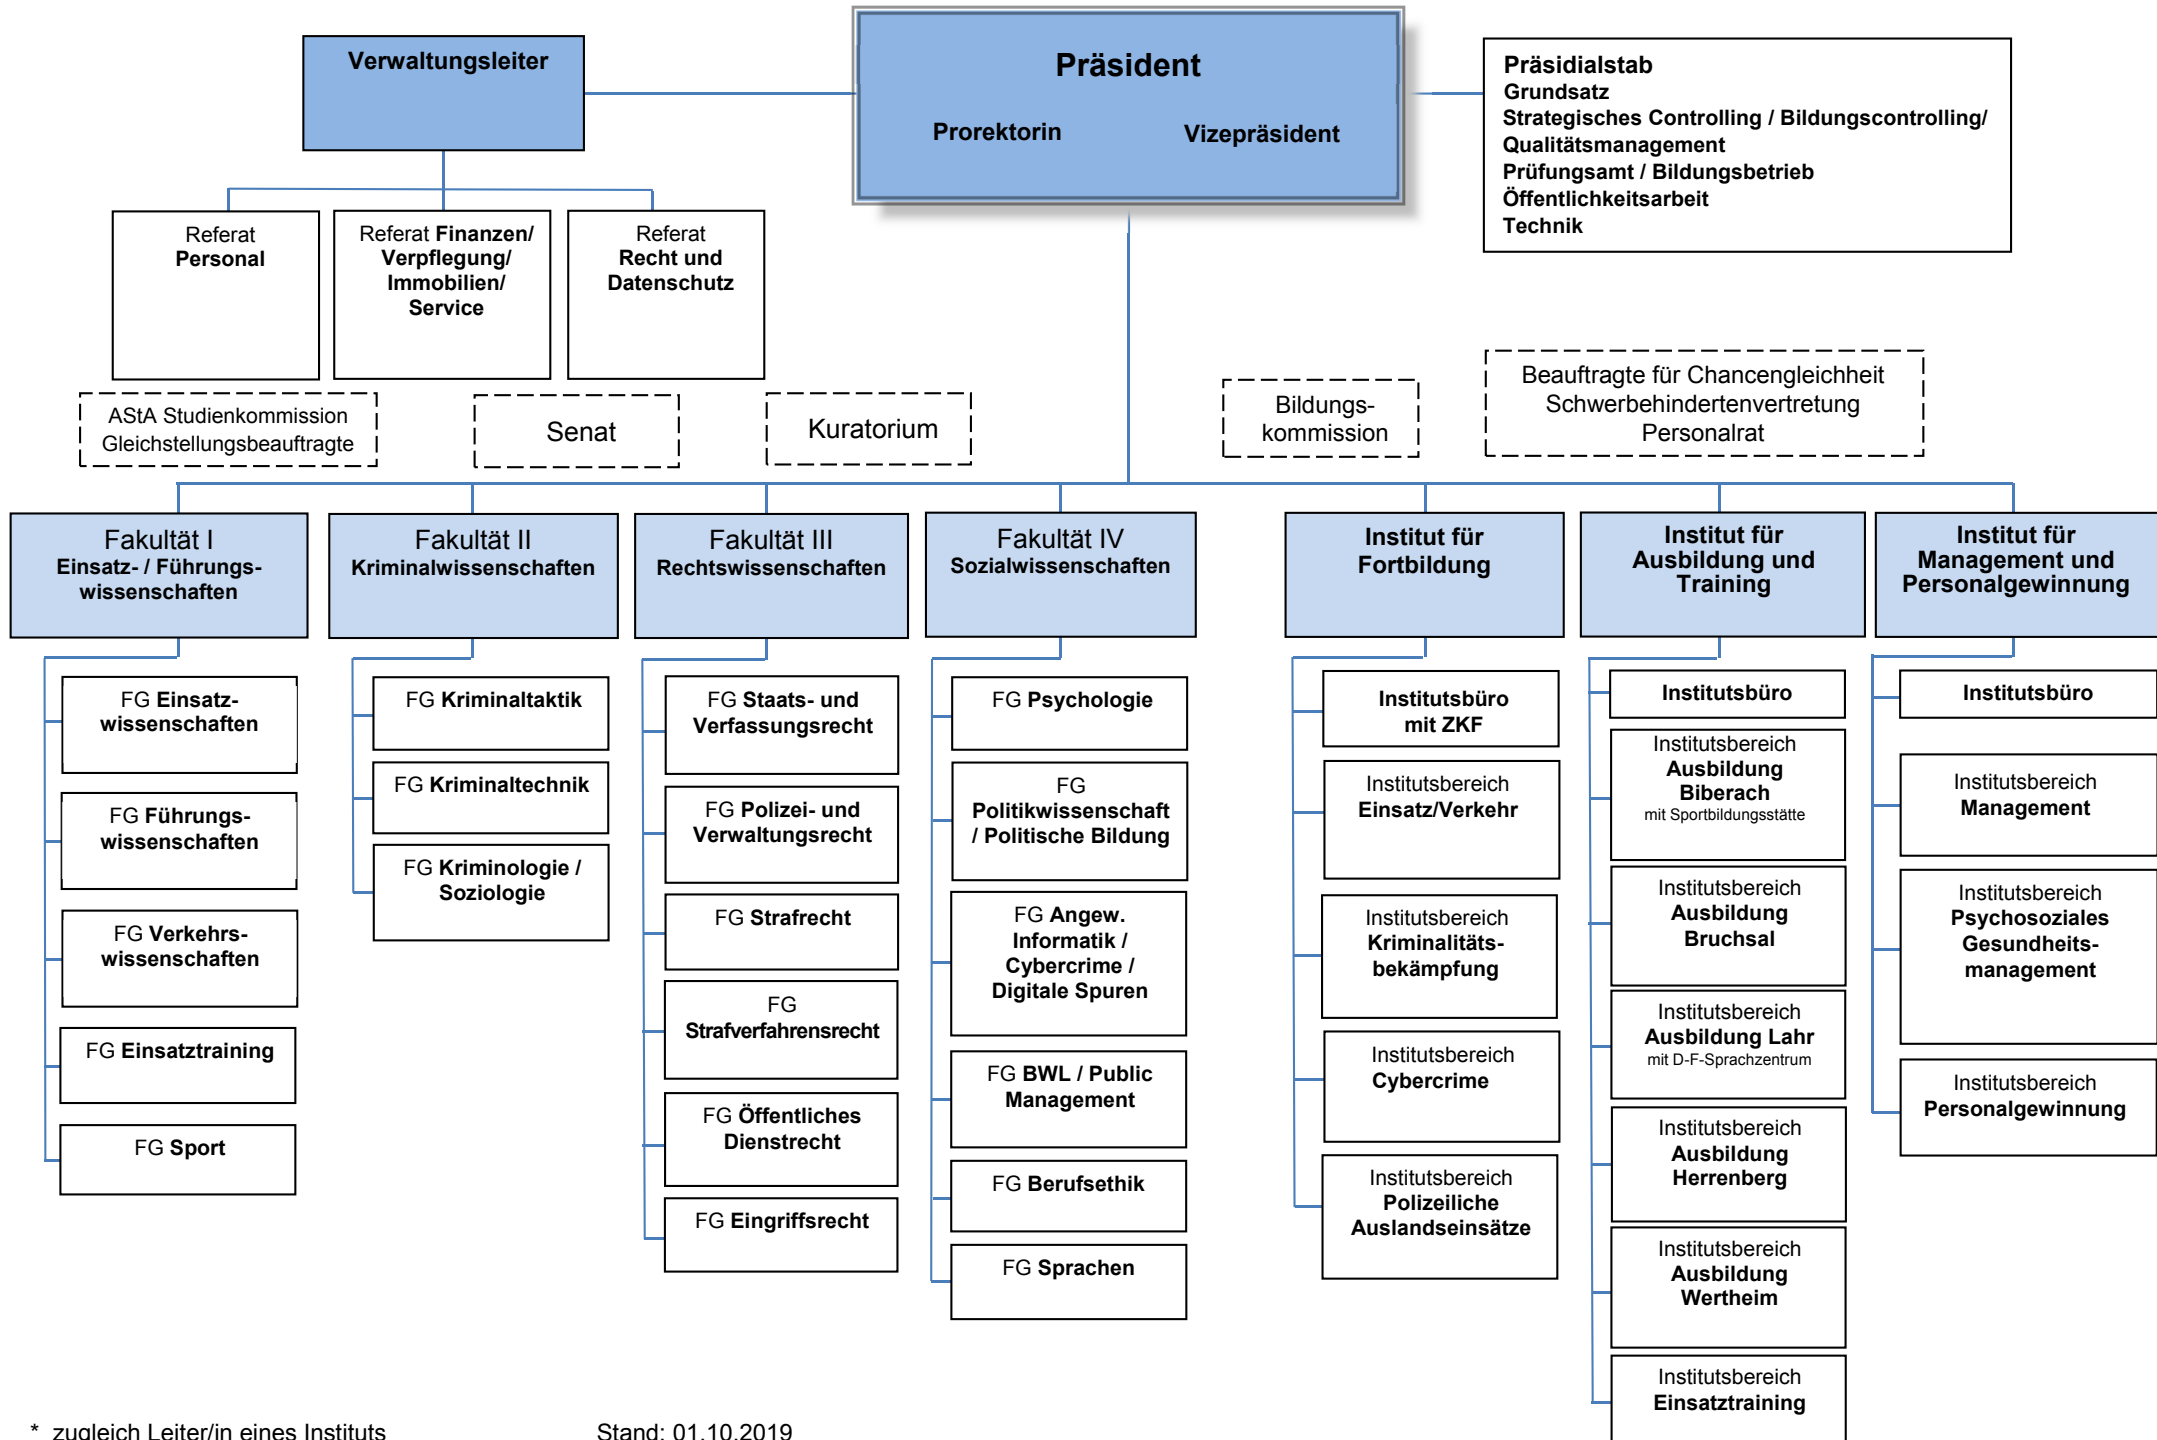 Verwaltungsleiter
Präsident
Prorektorin
Vizepräsident
Präsidialstab
Grundsatz
Strategisches Controlling / Bildungscontrolling/
Qualitätsmanagement
Prüfungsamt / Bildungsbetrieb
Öffentlichkeitsarbeit
Technik
Referat
Personal
Referat Finanzen/
Verpflegung/
Immobilien/
Service
Referat
Recht und
Datenschutz
AStA Studienkommission
Gleichstellungsbeauftragte
Senat
Kuratorium
Bildungs-
kommission
Beauftragte für Chancengleichheit
Schwerbehindertenvertretung
Personalrat
Fakultät I
Einsatz- / Führungs-
wissenschaften
FG Einsatz-
wissenschaften
FG Führungs-
wissenschaften
FG Verkehrs-
wissenschaften
FG Einsatztraining
FG Sport
Fakultät II
Kriminalwissenschaften
FG Kriminaltaktik
FG Kriminaltechnik
FG Kriminologie /
Soziologie
Fakultät III
Rechtswissenschaften
FG Staats- und
Verfassungsrecht
FG Polizei- und
Verwaltungsrecht
FG Strafrecht
FG
Strafverfahrensrecht
FG Öffentliches
Dienstrecht
FG Eingriffsrecht
Fakultät IV
Sozialwissenschaften
FG Psychologie
FG
Politikwissenschaft
/ Politische Bildung
FG Angew.
Informatik /
Cybercrime /
Digitale Spuren
FG BWL / Public
Management
FG Berufsethik
FG Sprachen
Institut für
Fortbildung
Institutsbüro
mit ZKF
Institutsbereich
Einsatz/Verkehr
Institutsbereich
Kriminalitäts-
bekämpfung
Institutsbereich
Cybercrime
Institutsbereich
Polizeiliche
Auslandseinsätze
Institut für
Ausbildung und
Training
Institutsbüro
Institutsbereich
Ausbildung
Biberach
mit Sportbildungsstätte
Institutsbereich
Ausbildung
Bruchsal
Institutsbereich
Ausbildung Lahr
mit D-F-Sprachzentrum
Institutsbereich
Ausbildung
Herrenberg
Institutsbereich
Ausbildung
Wertheim
Institutsbereich
Einsatztraining
Institut für
Management und
Personalgewinnung
Institutsbüro
Institutsbereich
Management
Institutsbereich
Psychosoziales
Gesundheits-
management
Institutsbereich
Personalgewinnung
* zugleich Leiter/in eines Instituts
Stand: 01.10.2019